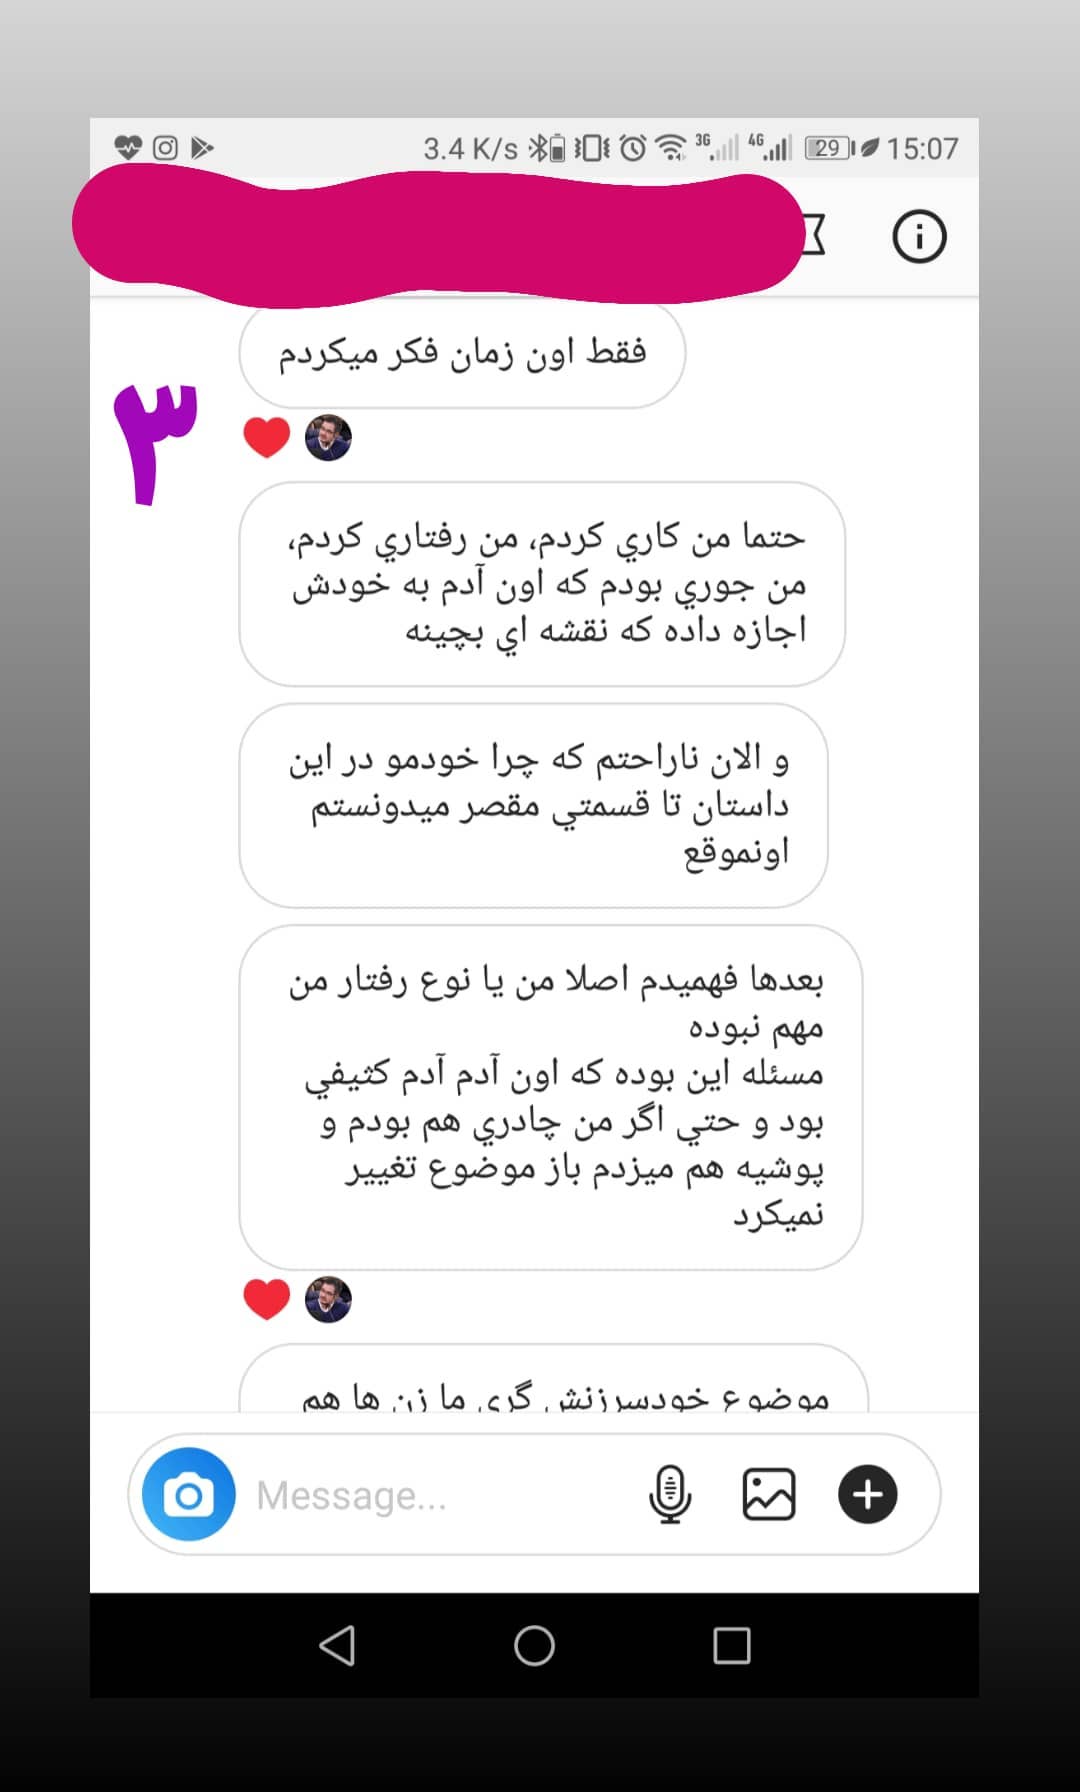 3.4 K/s 3G 4G 29 15:07
فقط اون زمان فکر میکردم
۳
حتما من کاري کردم، من رفتاري کردم،
من جوري بودم که اون آدم به خودش
اجازه داده که نقشه اي بچینه
و الان ناراحتم که چرا خودمو در این
داستان تا قسمتي مقصر میدونستم
اونموقع
بعدها فهمیدم اصلا من یا نوع رفتار من
مهم نبوده
مسئله این بوده که اون آدم آدم کثیفي
بود و حتي اگر من چادري هم بودم و
پوشیه هم میزدم باز موضوع تغییر
نمیکرد
موضوع خودسرزنش گري ما زن ها هم
Message...